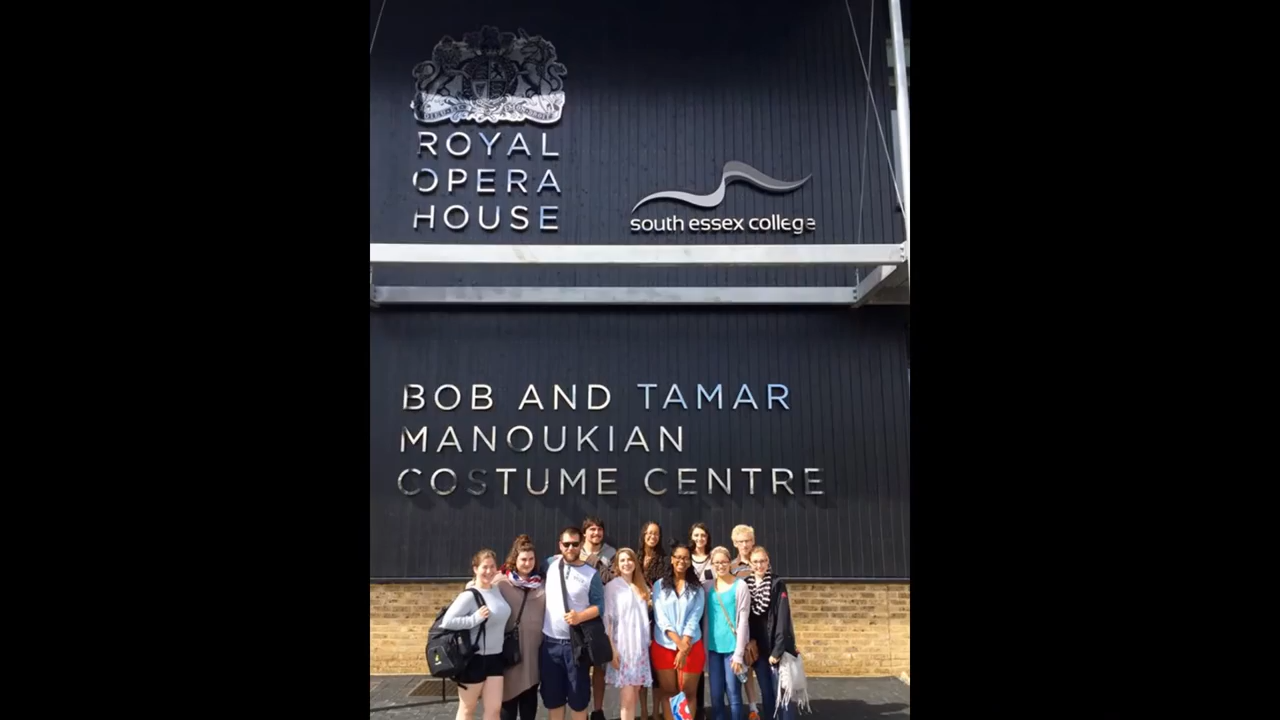 ROYAL
OPERA
HOUSE
south essex college
BOB AND TAMAR
MANOUKIAN
COSTUME CENTRE